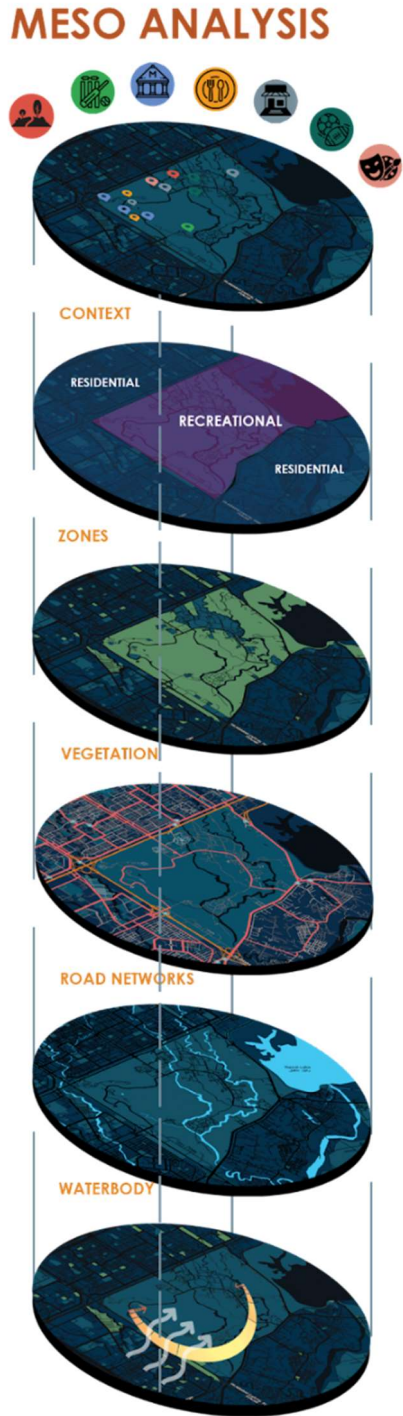 MESO ANALYSIS
M
CONTEXT
RESIDENTIAL
RECREATIONAL
RESIDENTIAL
ZONES
VEGETATION
ROAD NETWORKS
WATERBODY